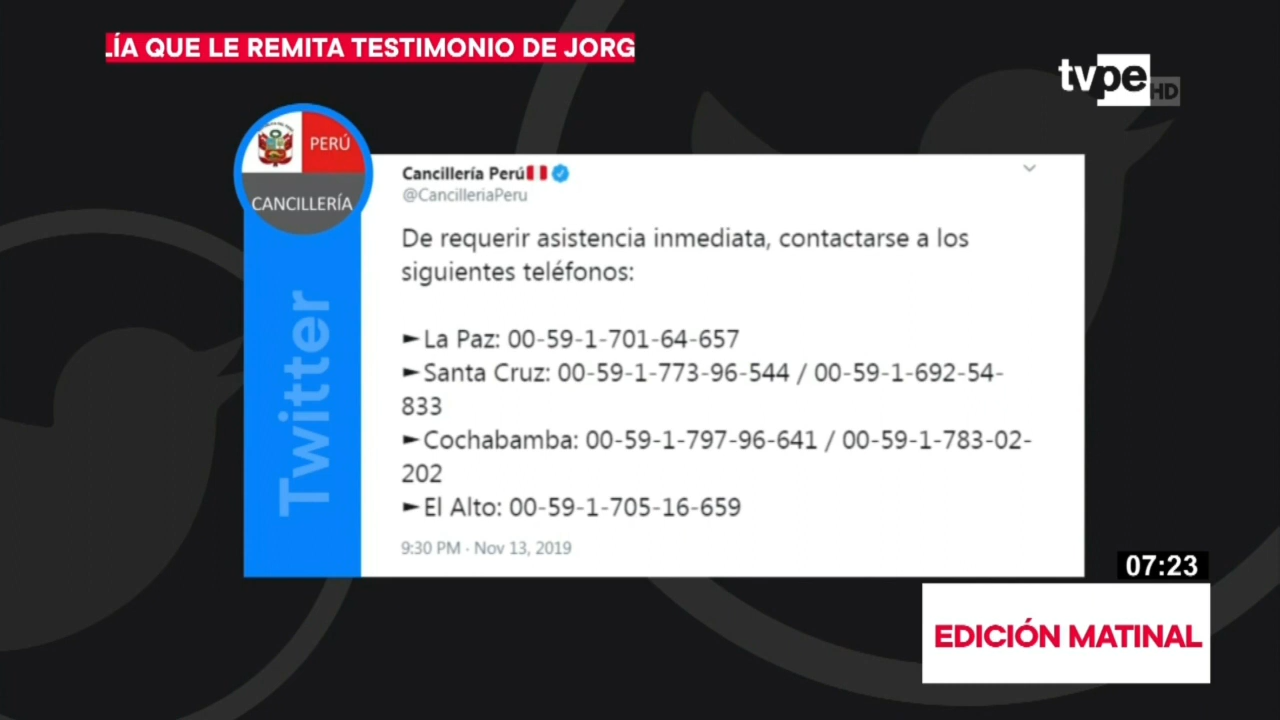 .ÍA QUE LE REMITA TESTIMONIO DE JORG
tvpe HD
PERÚ
CANCILLERÍA
Twitter
Cancillería Perú
@CancilleriaPeru
De requerir asistencia inmediata, contactarse a los
siguientes teléfonos:
►La Paz: 00-59-1-701-64-657
►Santa Cruz: 00-59-1-773-96-544 / 00-59-1-692-54-
833
►Cochabamba: 00-59-1-797-96-641 / 00-59-1-783-02-
202
►El Alto: 00-59-1-705-16-659
9:30 PM · Nov 13, 2019
07:23
EDICIÓN MATINAL